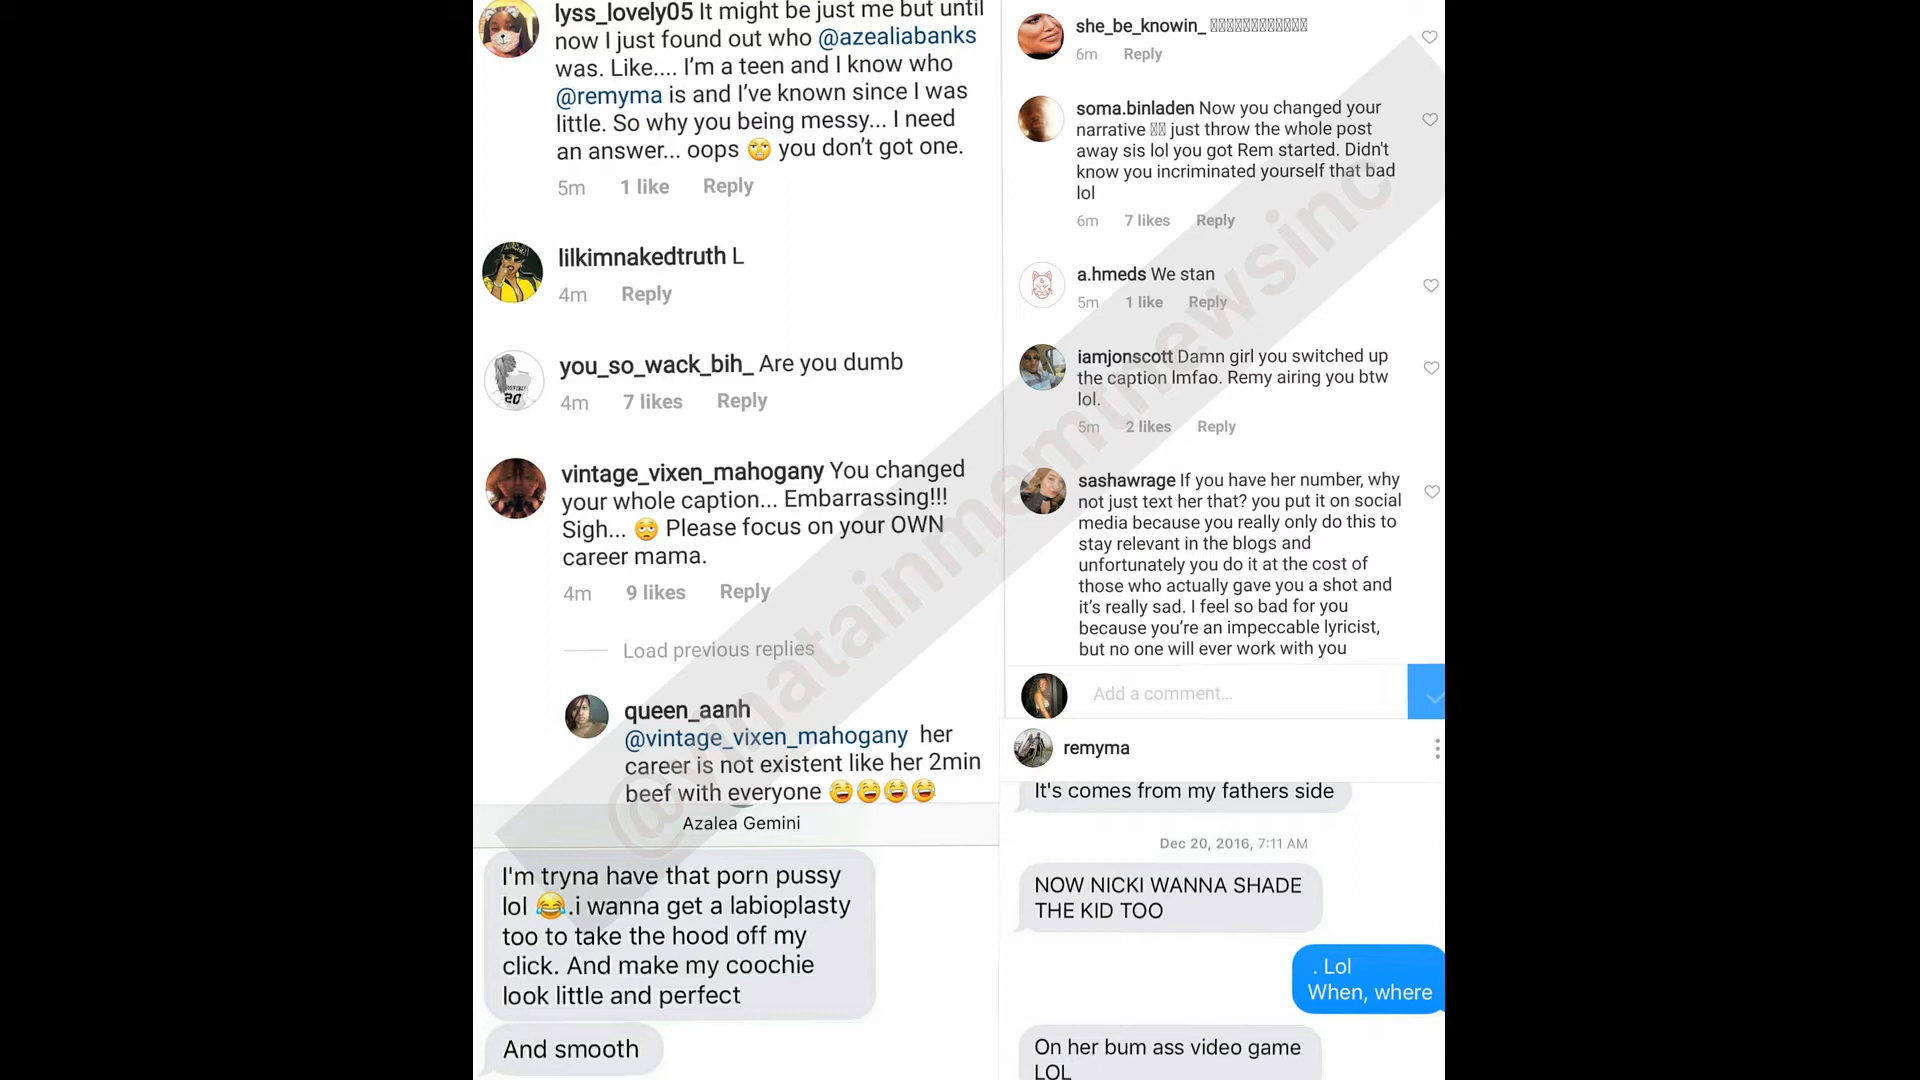 lyss_lovely05 It might be just me but until
now I just found out who @azealiabanks
was. Like.... I'm a teen and I know who
@remyma is and I've known since I was
little. So why you being messy... I need
an answer... oops 🙄 you don't got one.
5m 1 like Reply
lilkimnakedtruth L
4m Reply
you_so_wack_bih_ Are you dumb
4m 7 likes Reply
vintage_vixen_mahogany You changed
your whole caption... Embarrassing!!!
Sigh... 🙄 Please focus on your OWN
career mama.
4m 9 likes Reply
Load previous replies
queen_aanh
@vintage_vixen_mahogany her
career is not existent like her 2min
beef with everyone 😂😂😂😂
Azalea Gemini
I'm tryna have that porn pussy
lol 😂.i wanna get a labioplasty
too to take the hood off my
click. And make my coochie
look little and perfect
And smooth
she_be_knowin_
6m Reply
soma.binladen Now you changed your
narrative just throw the whole post
away sis lol you got Rem started. Didn't
know you incriminated yourself that bad
lol
6m 7 likes Reply
a.hmeds We stan
5m 1 like Reply
iamjonscott Damn girl you switched up
the caption lmfao. Remy airing you btw
lol.
5m 2 likes Reply
sashawrage If you have her number, why
not just text her that? you put it on social
media because you really only do this to
stay relevant in the blogs and
unfortunately you do it at the cost of
those who actually gave you a shot and
it's really sad. I feel so bad for you
because you're an impeccable lyricist,
but no one will ever work with you
Add a comment...
remyma
It's comes from my fathers side
Dec 20, 2016, 7:11 AM
NOW NICKI WANNA SHADE
THE KID TOO
. Lol
When, where
On her bum ass video game
LOL